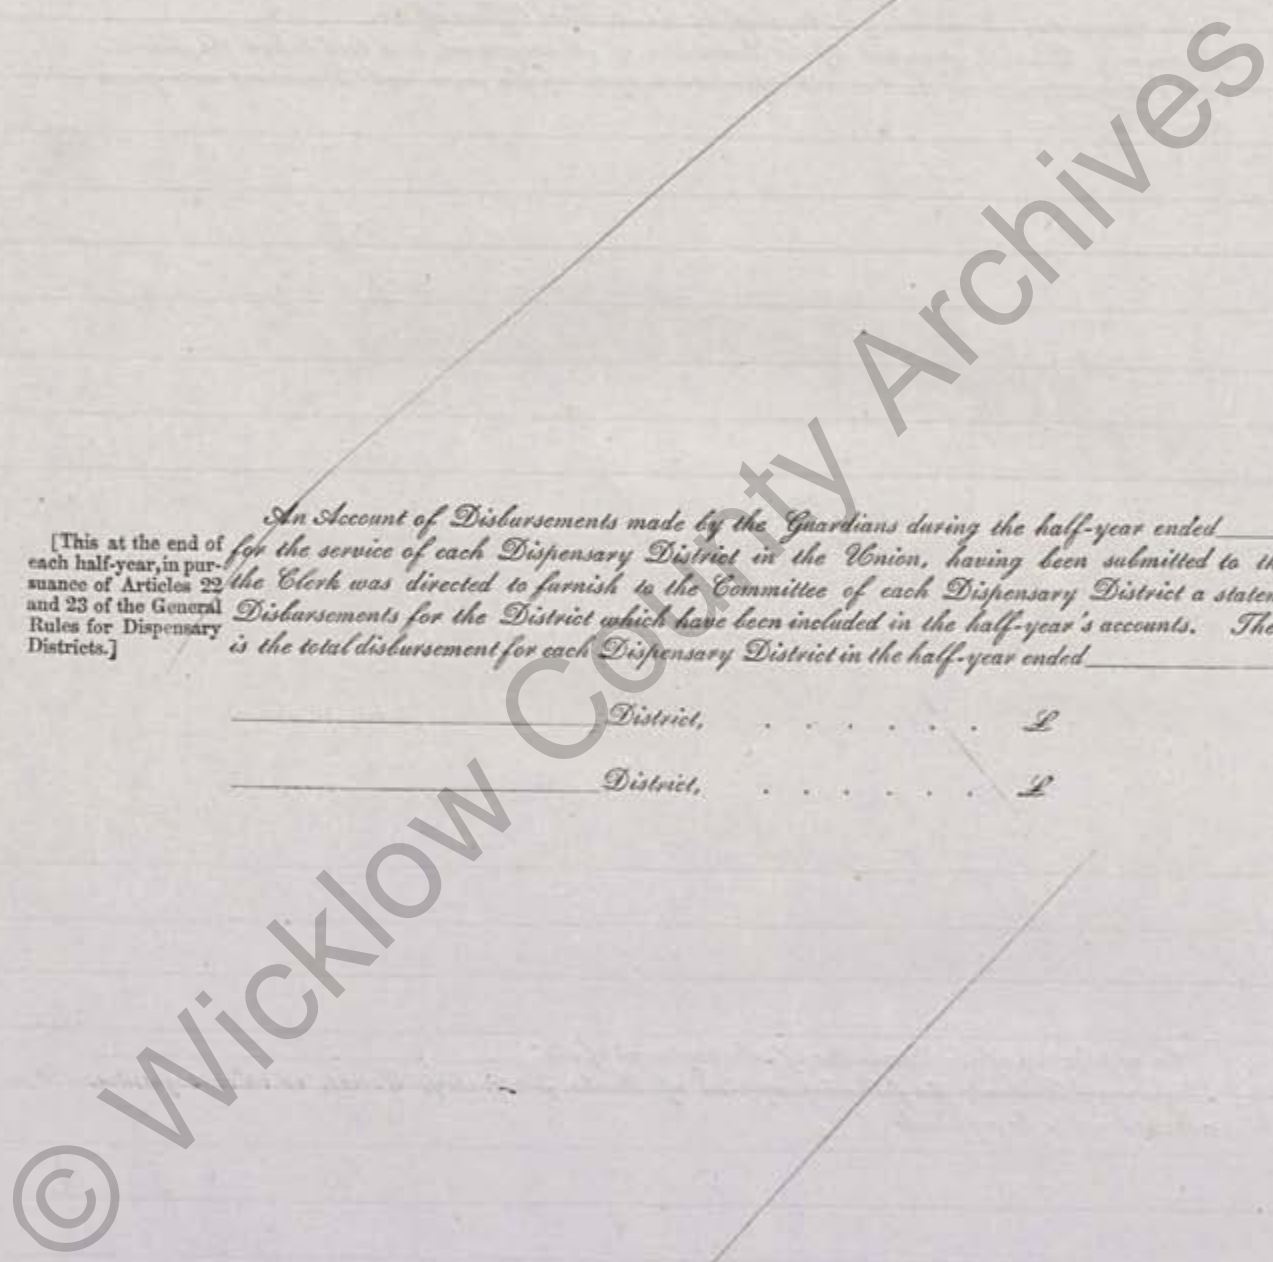 An Account of Disbursements made by the Guardians during the half-year ended
[This at the end of
each half-year, in pur-
suance of Articles 22
and 23 of the General
Rules for Dispensary
Districts.]
for the service of each Dispensary District in the Union, having been submitted to
the Clerk was directed to furnish to the Committee of each Dispensary District a
Disbursements for the District which have been included in the half-year's accounts. The
is the total disbursement for each Dispensary District in the half-year ended
District, . . . . . . £
District, . . . . . . £
© Wicklow County Archives